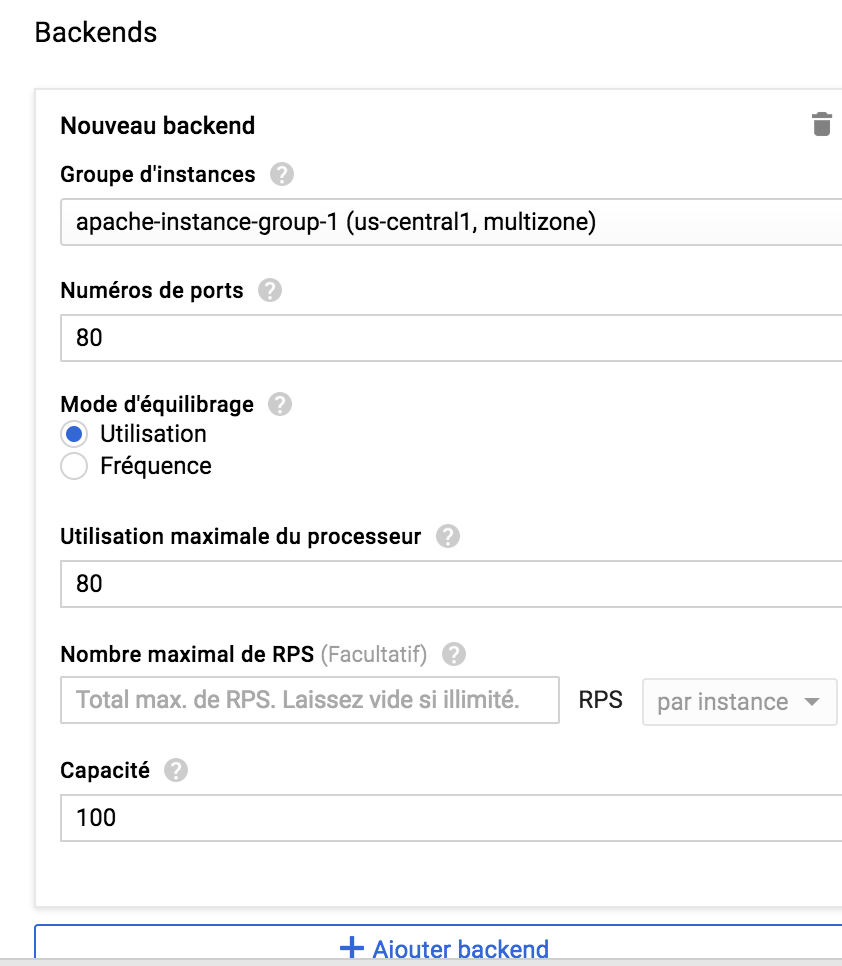 Backends
Nouveau backend
Groupe d'instances ?
apache-instance-group-1 (us-central1, multizone)
Numéros de ports ?
80
Mode d'équilibrage ?
Utilisation
Fréquence
Utilisation maximale du processeur ?
80
Nombre maximal de RPS (Facultatif) ?
Total max. de RPS. Laissez vide si illimité. RPS par instance
Capacité ?
100
+ Ajouter backend